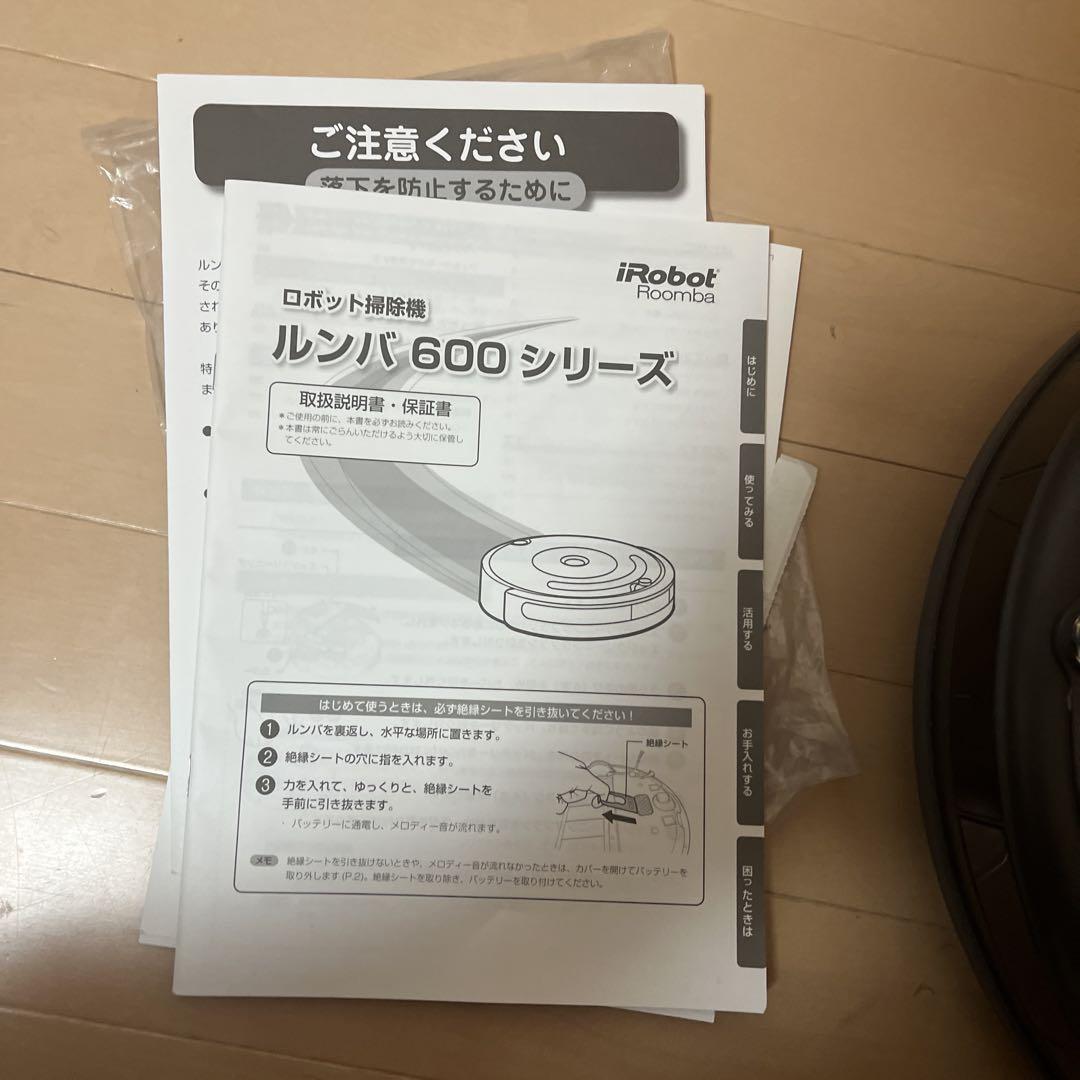 ご注意ください
落下を防止するために
ルン
その
され
あり
特
ま
iRobot
Roomba
ロボット掃除機
ルンバ 600 シリーズ
取扱説明書・保証書
*ご使用の前に、本書を必ずお読みください。
*本書は常にごらんいただけるよう大切に保管し
てください。
はじめに
使ってみる
活用する
お手入れする
困ったときは
はじめて使うときは、必ず絶縁シートを引き抜いてください!
1 ルンバを裏返し、水平な場所に置きます。
2 絶縁シートの穴に指を入れます。
3 力を入れて、ゆっくりと、絶縁シートを
手前に引き抜きます。
・ バッテリーに通電し、メロディー音が流れます。
絶縁シート
メモ 絶縁シートを引き抜けないときや、メロディー音が流れなかったときは、カバーを開けてバッテリーを
取り外します (P.2)。絶縁シートを取り除き、バッテリーを取り付けてください。